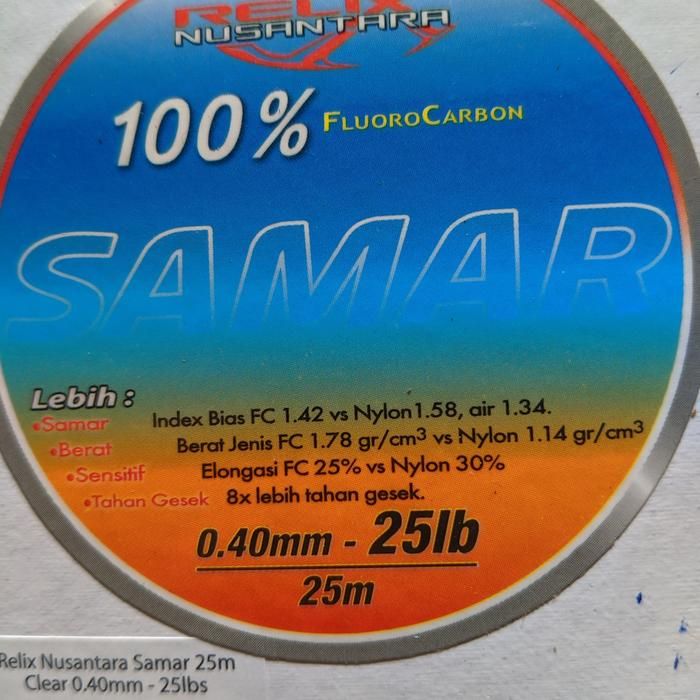 RELIX
NUSANTARA
100% FLUOROCARBON
SAMAR
Lebih :
•Samar Index Bias FC 1.42 vs Nylon1.58, air 1.34.
•Berat Berat Jenis FC 1.78 gr/cm³ vs Nylon 1.14 gr/cm³
•Sensitif Elongasi FC 25% vs Nylon 30%
•Tahan Gesek 8x lebih tahan gesek.
0.40mm - 25lb
25m
Relix Nusantara Samar 25m
Clear 0.40mm - 25lbs